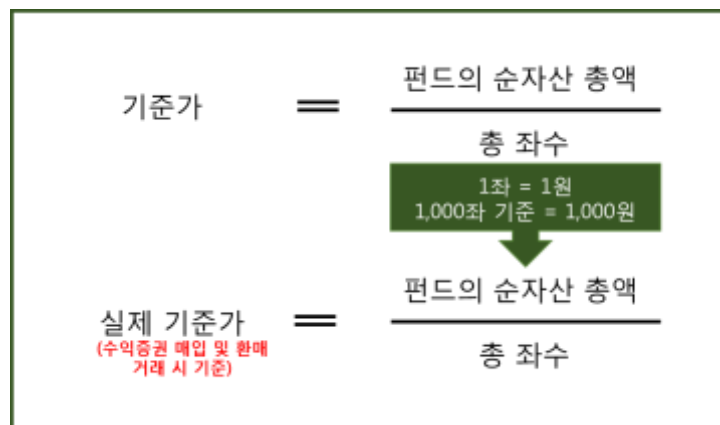 펀드의 순자산 총액
기준가 =
총 좌수
1좌 = 1원
1,000좌 기준 = 1,000원
펀드의 순자산 총액
실제 기준가 =
(수익증권 매입 및 환매
거래 시 기준)
총 좌수